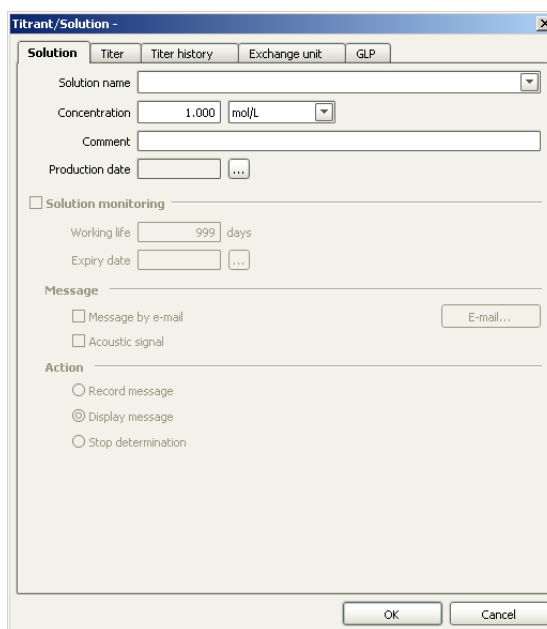 Titrant/Solution -
Solution Titer Titer history Exchange unit GLP
Solution name
Concentration 1.000 mol/L
Comment
Production date ...
Solution monitoring
Working life 999 days
Expiry date ...
Message
Message by e-mail E-mail...
Acoustic signal
Action
Record message
Display message
Stop determination
OK Cancel